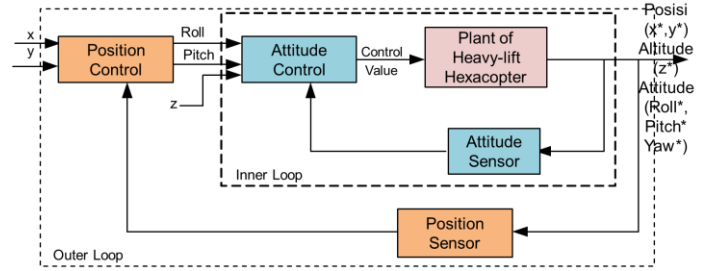 x
y
Position
Control
Roll
Pitch
z
Attitude
Control
Control
Value
Plant of
Heavy-lift
Hexacopter
Attitude
Sensor
Inner Loop
Position
Sensor
Outer Loop
Posisi
(x*,y*)
Altitude
(z*)
Attitude
(Roll*,
Pitch*
Yaw*)